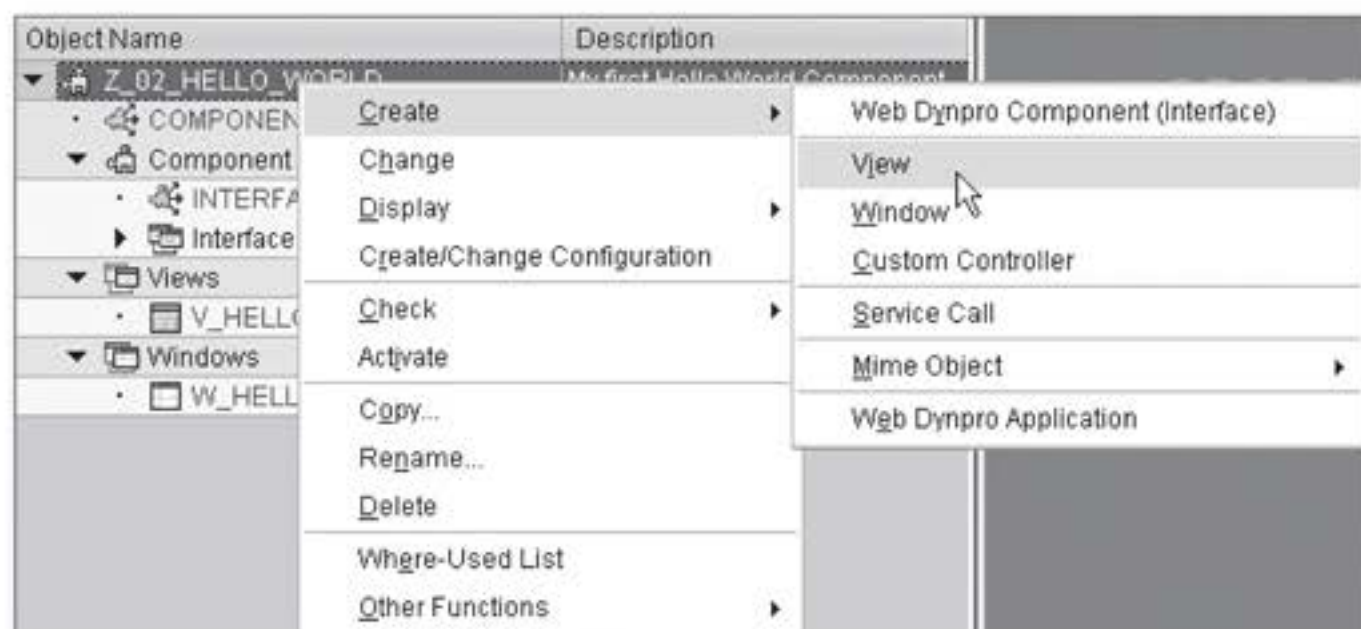 Object Name Description
Z_02_HELLO_WORLD My first Hello World Component
COMPONEN
Component
INTERFA
Interface
Views
V_HELLO
Windows
W_HELL
Create
Change
Display
Create/Change Configuration
Check
Activate
Copy...
Rename...
Delete
Where-Used List
Other Functions
Web Dynpro Component (Interface)
View
Window
Custom Controller
Service Call
Mime Object
Web Dynpro Application